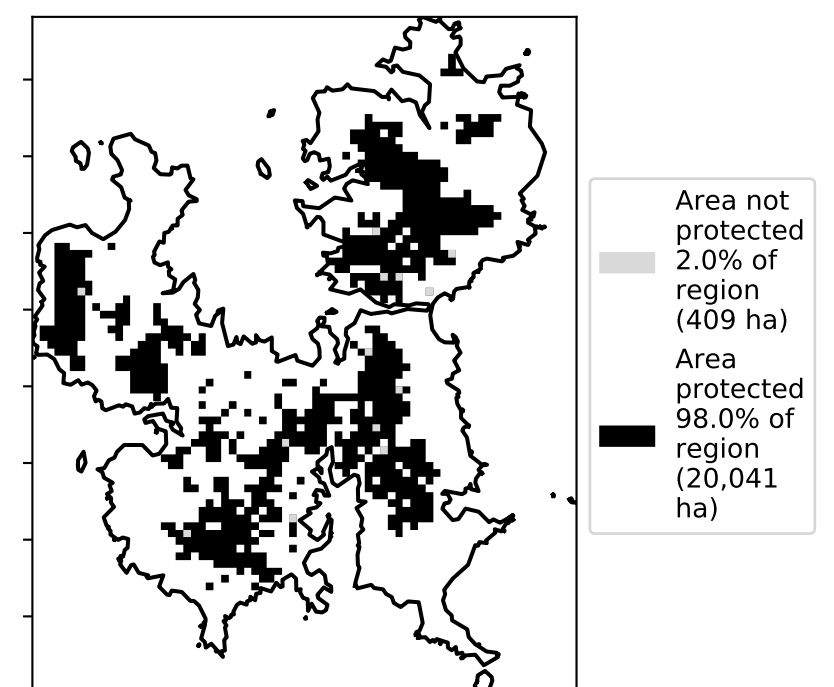 Area not
protected
2.0% of
region
(409 ha)
Area
protected
98.0% of
region
(20,041
ha)